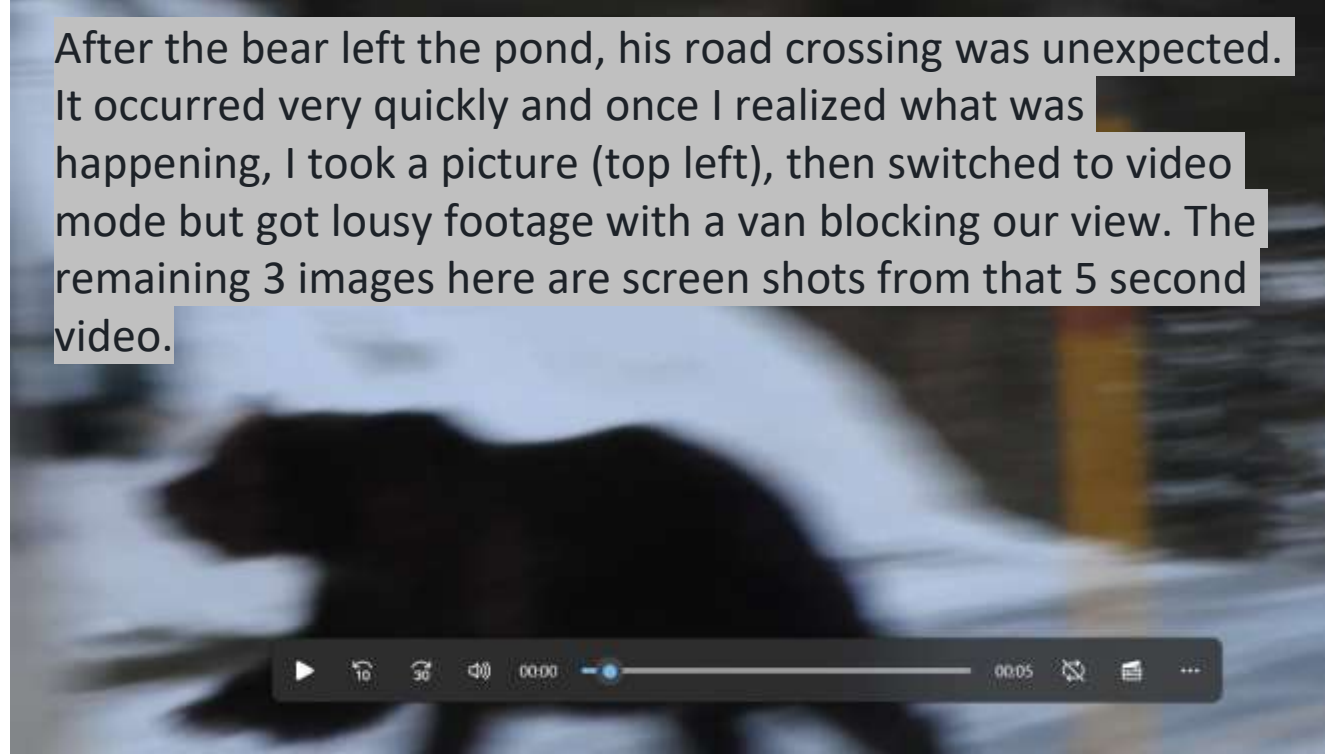 After the bear left the pond, his road crossing was unexpected.
It occurred very quickly and once I realized what was
happening, I took a picture (top left), then switched to video
mode but got lousy footage with a van blocking our view. The
remaining 3 images here are screen shots from that 5 second
video.
10 30 00:00 00:05